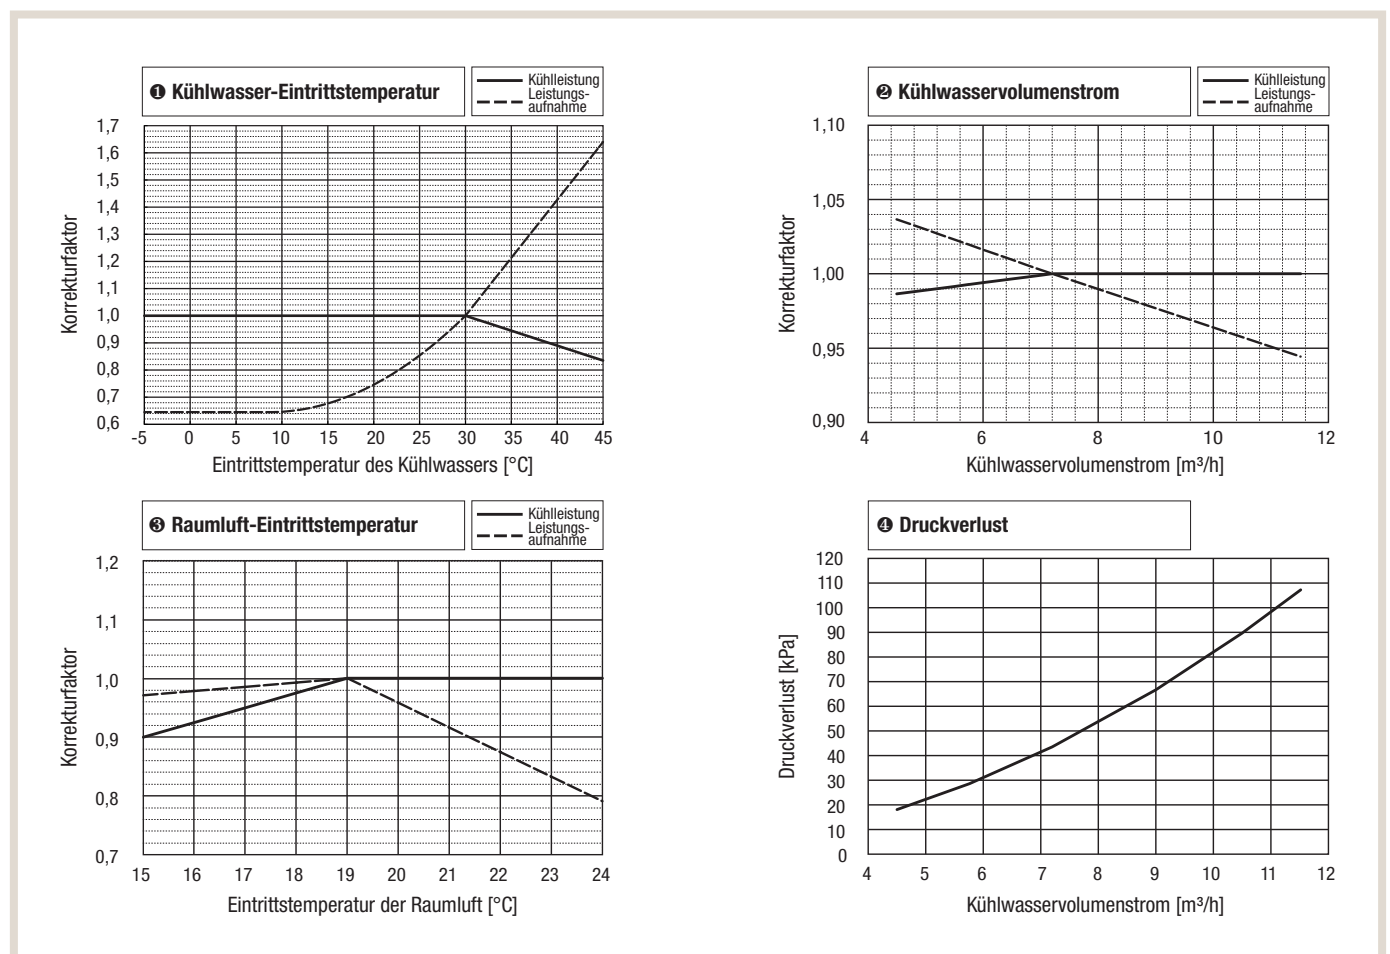 ❶ Kühlwasser-Eintrittstemperatur
Kühlleistung
Leistungs-
aufnahme
1,7
1,6
1,5
1,4
1,3
1,2
1,1
1,0
0,9
0,8
0,7
0,6
Korrekturfaktor
-5 0 5 10 15 20 25 30 35 40 45
Eintrittstemperatur des Kühlwassers [°C]
❷ Kühlwasservolumenstrom
Kühlleistung
Leistungs-
aufnahme
1,10
1,05
1,00
0,95
0,90
Korrekturfaktor
4 6 8 10 12
Kühlwasservolumenstrom [m³/h]
❸ Raumluft-Eintrittstemperatur
Kühlleistung
Leistungs-
aufnahme
1,2
1,1
1,0
0,9
0,8
0,7
Korrekturfaktor
15 16 17 18 19 20 21 22 23 24
Eintrittstemperatur der Raumluft [°C]
❹ Druckverlust
120
110
100
90
80
70
60
50
40
30
20
10
0
Druckverlust [kPa]
4 5 6 7 8 9 10 11 12
Kühlwasservolumenstrom [m³/h]